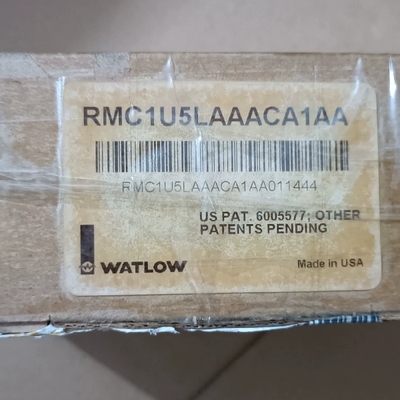 RMC1U5LAAACA1AA
RMC1U5LAAACA1AA011444
US PAT. 6005577; OTHER
PATENTS PENDING
WATLOW
Made in USA